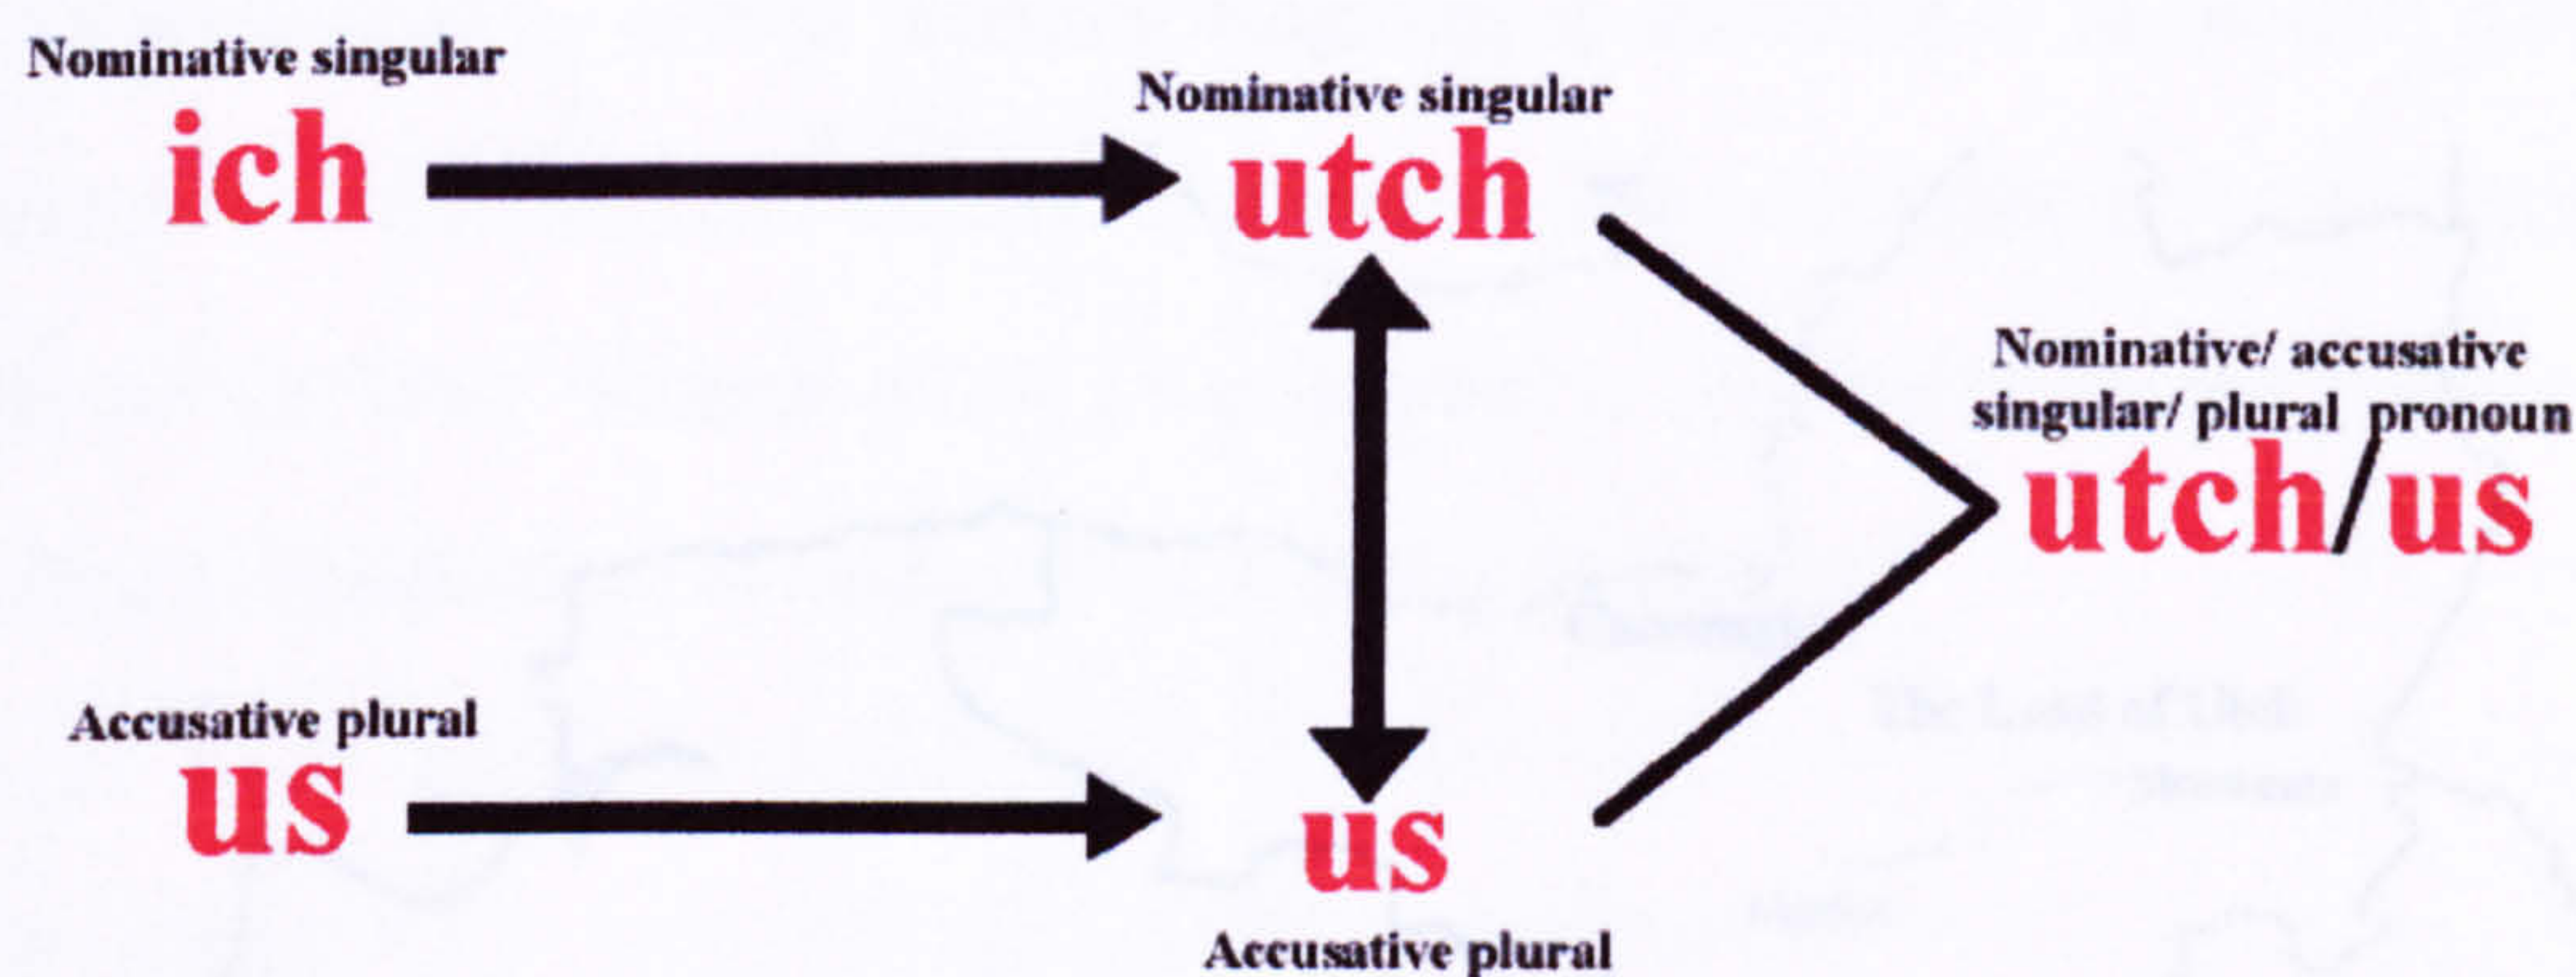 Nominative singular
ich
Nominative singular
utch
Nominative/ accusative
singular/ plural pronoun
utch/us
Accusative plural
us
us
Accusative plural